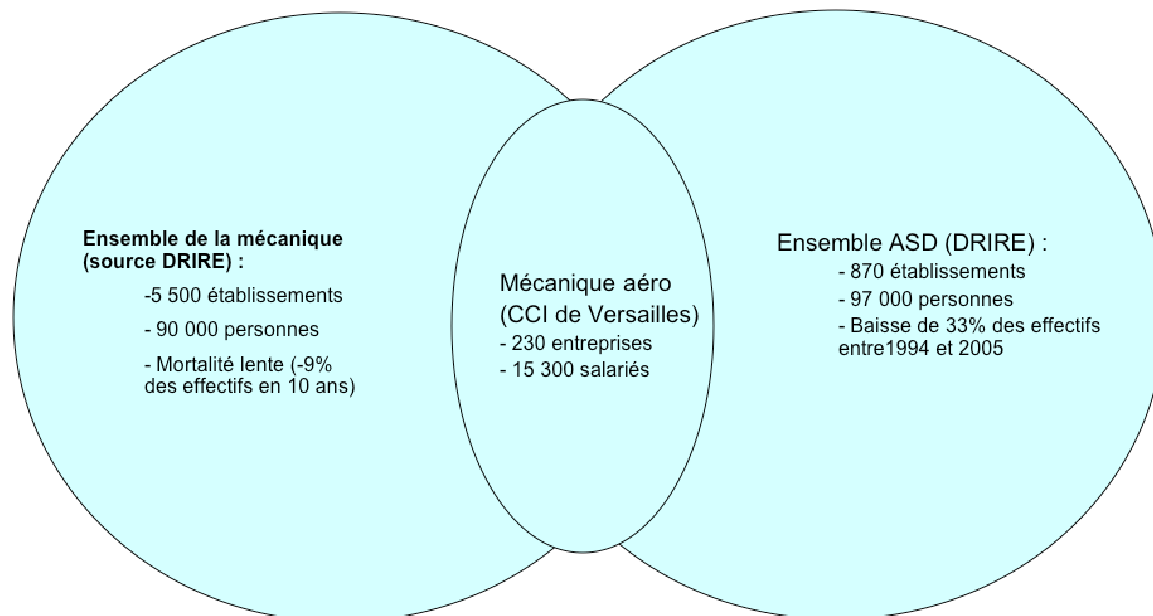 Ensemble de la mécanique
(source DRIRE) :
-5 500 établissements
- 90 000 personnes
- Mortalité lente (-9%
des effectifs en 10 ans)
Mécanique aéro
(CCI de Versailles)
- 230 entreprises
- 15 300 salariés
Ensemble ASD (DRIRE) :
- 870 établissements
- 97 000 personnes
- Baisse de 33% des effectifs
entre1994 et 2005